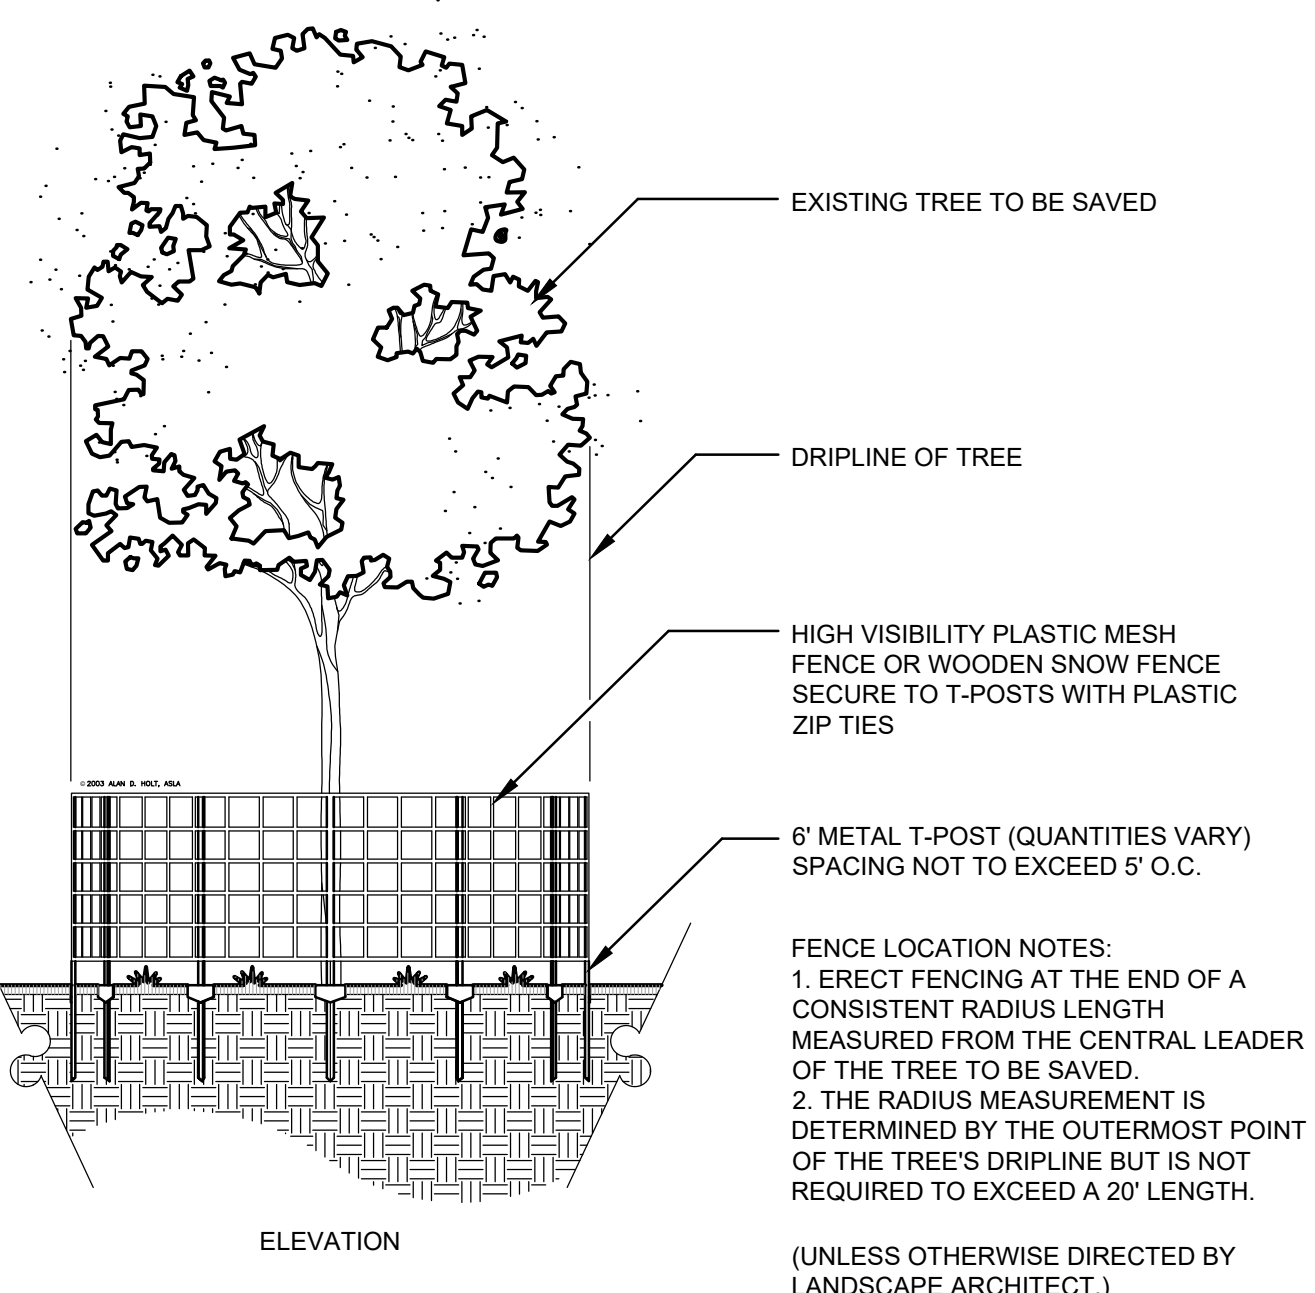 EXISTING TREE TO BE SAVED
DRIPLINE OF TREE
HIGH VISIBILITY PLASTIC MESH
FENCE OR WOODEN SNOW FENCE
SECURE TO T-POSTS WITH PLASTIC
ZIP TIES
© 2003 ALAN D. HOLT, ASLA
6' METAL T-POST (QUANTITIES VARY)
SPACING NOT TO EXCEED 5' O.C.
FENCE LOCATION NOTES:
1. ERECT FENCING AT THE END OF A
CONSISTENT RADIUS LENGTH
MEASURED FROM THE CENTRAL LEADER
OF THE TREE TO BE SAVED.
2. THE RADIUS MEASUREMENT IS
DETERMINED BY THE OUTERMOST POINT
OF THE TREE'S DRIPLINE BUT IS NOT
REQUIRED TO EXCEED A 20' LENGTH.
ELEVATION
(UNLESS OTHERWISE DIRECTED BY
LANDSCAPE ARCHITECT.)